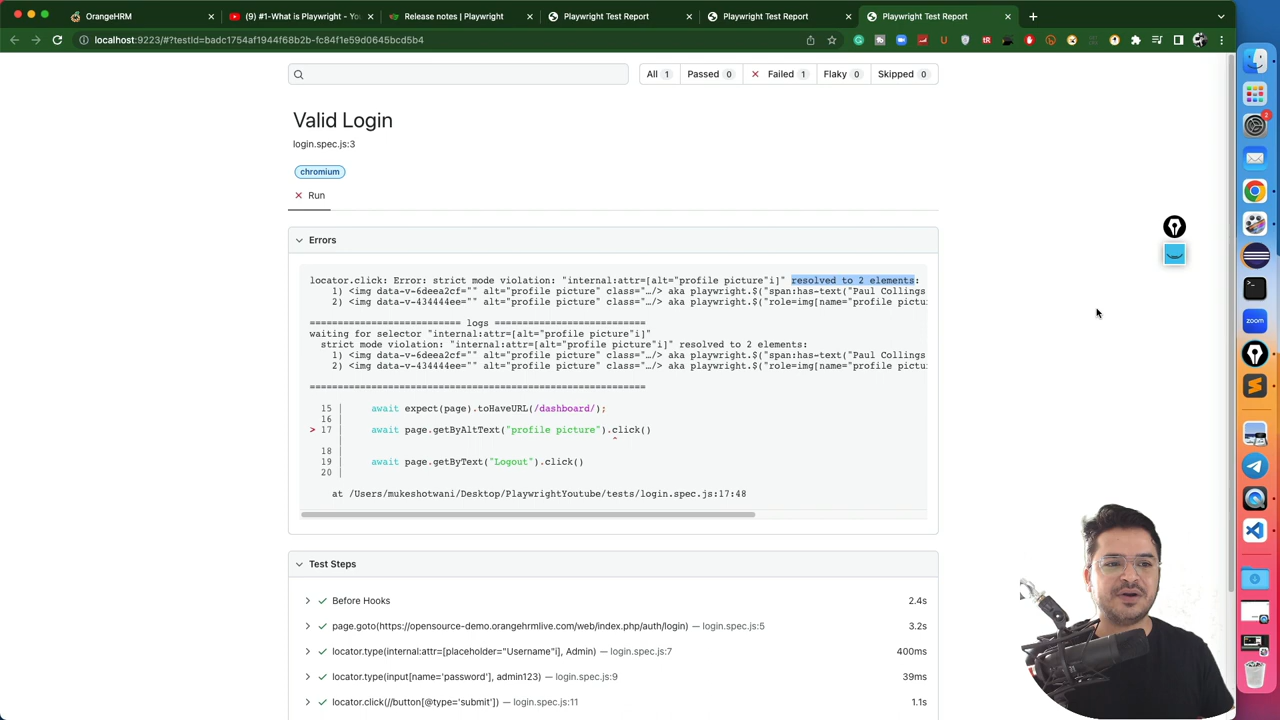 OrangeHRM
(9) #1-What is Playwright - Yo
Release notes | Playwright
Playwright Test Report
Playwright Test Report
Playwright Test Report
localhost:9223/#?testId=badc1754af1944f68b2b-fc84f1e59d0645bcd5b4
All 1
Passed 0
Failed 1
Flaky 0
Skipped 0
Valid Login
login.spec.js:3
chromium
Run
Errors
locator.click: Error: strict mode violation: "internal:attr=[alt="profile picture"i]" resolved to 2 elements:
1) <img data-v-6deea2cf="" alt="profile picture" class="…/> aka playwright.$("span:has-text("Paul Collings
2) <img data-v-434444ee="" alt="profile picture" class="…/> aka playwright.$("role=img[name="profile pictu
=========================== logs ===========================
waiting for selector "internal:attr=[alt="profile picture"i]"
strict mode violation: "internal:attr=[alt="profile picture"i]" resolved to 2 elements:
1) <img data-v-6deea2cf="" alt="profile picture" class="…/> aka playwright.$("span:has-text("Paul Collings
2) <img data-v-434444ee="" alt="profile picture" class="…/> aka playwright.$("role=img[name="profile pictu
============================================================
15 | await expect(page).toHaveURL(/dashboard/);
16 |
> 17 | await page.getByAltText("profile picture").click()
| ^
18 |
19 | await page.getByText("Logout").click()
20 |
at /Users/mukeshotwani/Desktop/PlaywrightYoutube/tests/login.spec.js:17:48
Test Steps
Before Hooks 2.4s
page.goto(https://opensource-demo.orangehrmlive.com/web/index.php/auth/login) — login.spec.js:5 3.2s
locator.type(internal:attr=[placeholder="Username"i], Admin) — login.spec.js:7 400ms
locator.type(input[name='password'], admin123) — login.spec.js:9 39ms
locator.click(//button[@type='submit']) — login.spec.js:11 1.1s
2
zoom